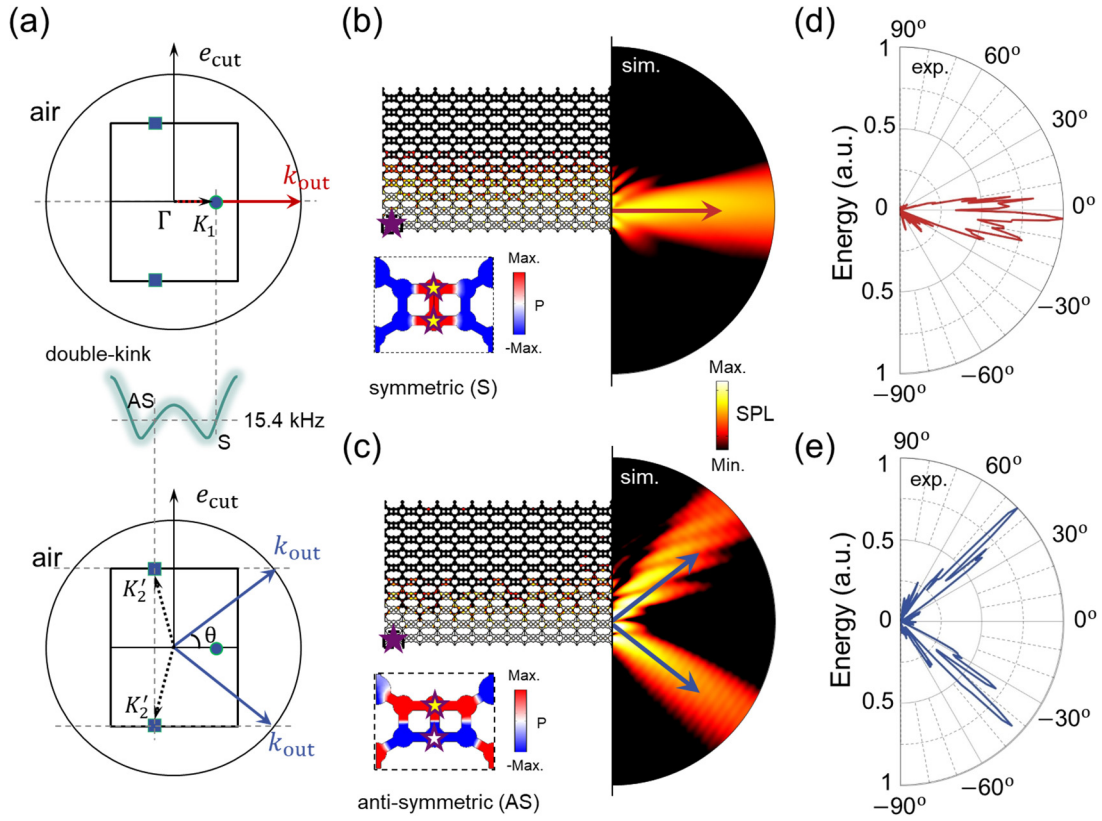 (a)
e_cut
air
k_out
Γ
K₁
double-kink
AS
15.4 kHz
S
e_cut
air
k_out
K₂′
θ
K₂′
k_out
(b)
sim.
Max.
P
-Max.
symmetric (S)
Max.
SPL
Min.
(c)
sim.
Max.
P
-Max.
anti-symmetric (AS)
(d)
90°
1
exp.
60°
0.5
30°
Energy (a.u.)
0
0°
0.5
−30°
1
−60°
−90°
(e)
90°
1
exp.
60°
0.5
30°
Energy (a.u.)
0
0°
0.5
−30°
1
−60°
−90°